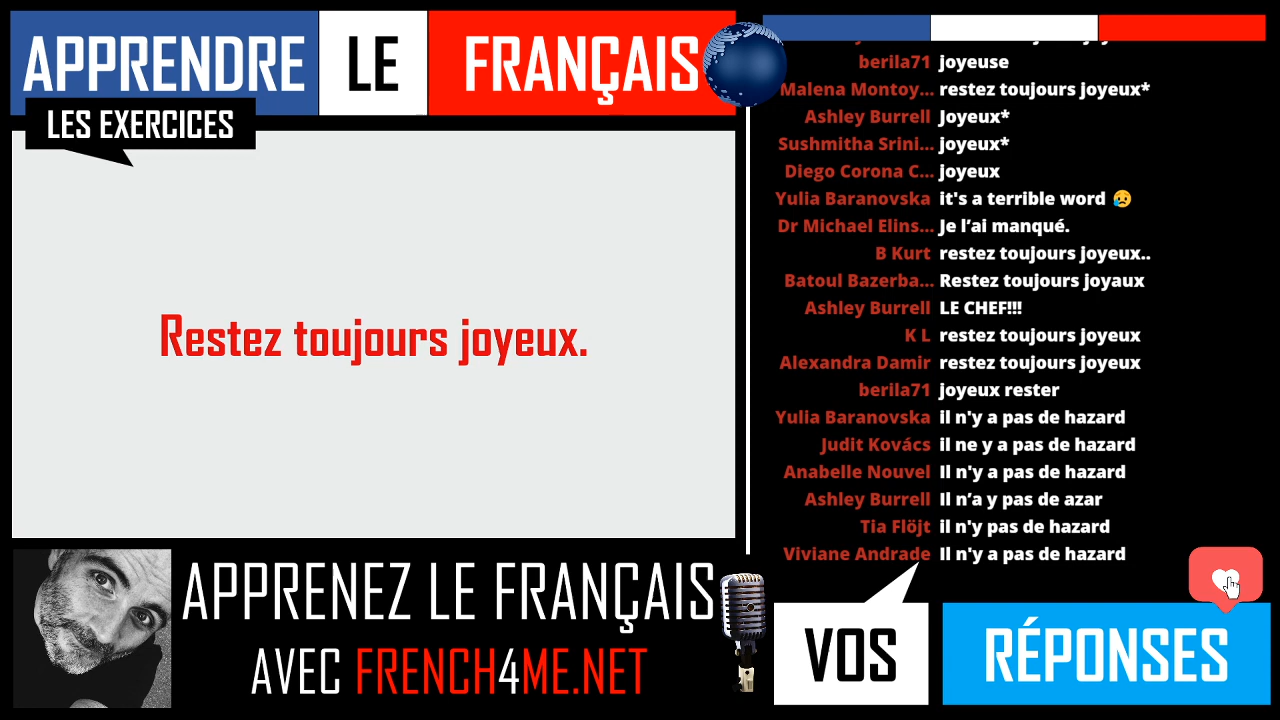 APPRENDRE LE FRANÇAIS
LES EXERCICES
Restez toujours joyeux.
APPRENEZ LE FRANÇAIS
AVEC FRENCH4ME.NET
berila71 joyeuse
Malena Montoy... restez toujours joyeux*
Ashley Burrell Joyeux*
Sushmitha Srini... joyeux*
Diego Corona C... joyeux
Yulia Baranovska it's a terrible word 😥
Dr Michael Elins... Je l’ai manqué.
B Kurt restez toujours joyeux..
Batoul Bazerba... Restez toujours joyaux
Ashley Burrell LE CHEF!!!
K L restez toujours joyeux
Alexandra Damir restez toujours joyeux
berila71 joyeux rester
Yulia Baranovska il n'y a pas de hazard
Judit Kovács il ne y a pas de hazard
Anabelle Nouvel Il n'y a pas de hazard
Ashley Burrell Il n’a y pas de azar
Tia Flöjt il n'y pas de hazard
Viviane Andrade Il n'y a pas de hazard
VOS RÉPONSES